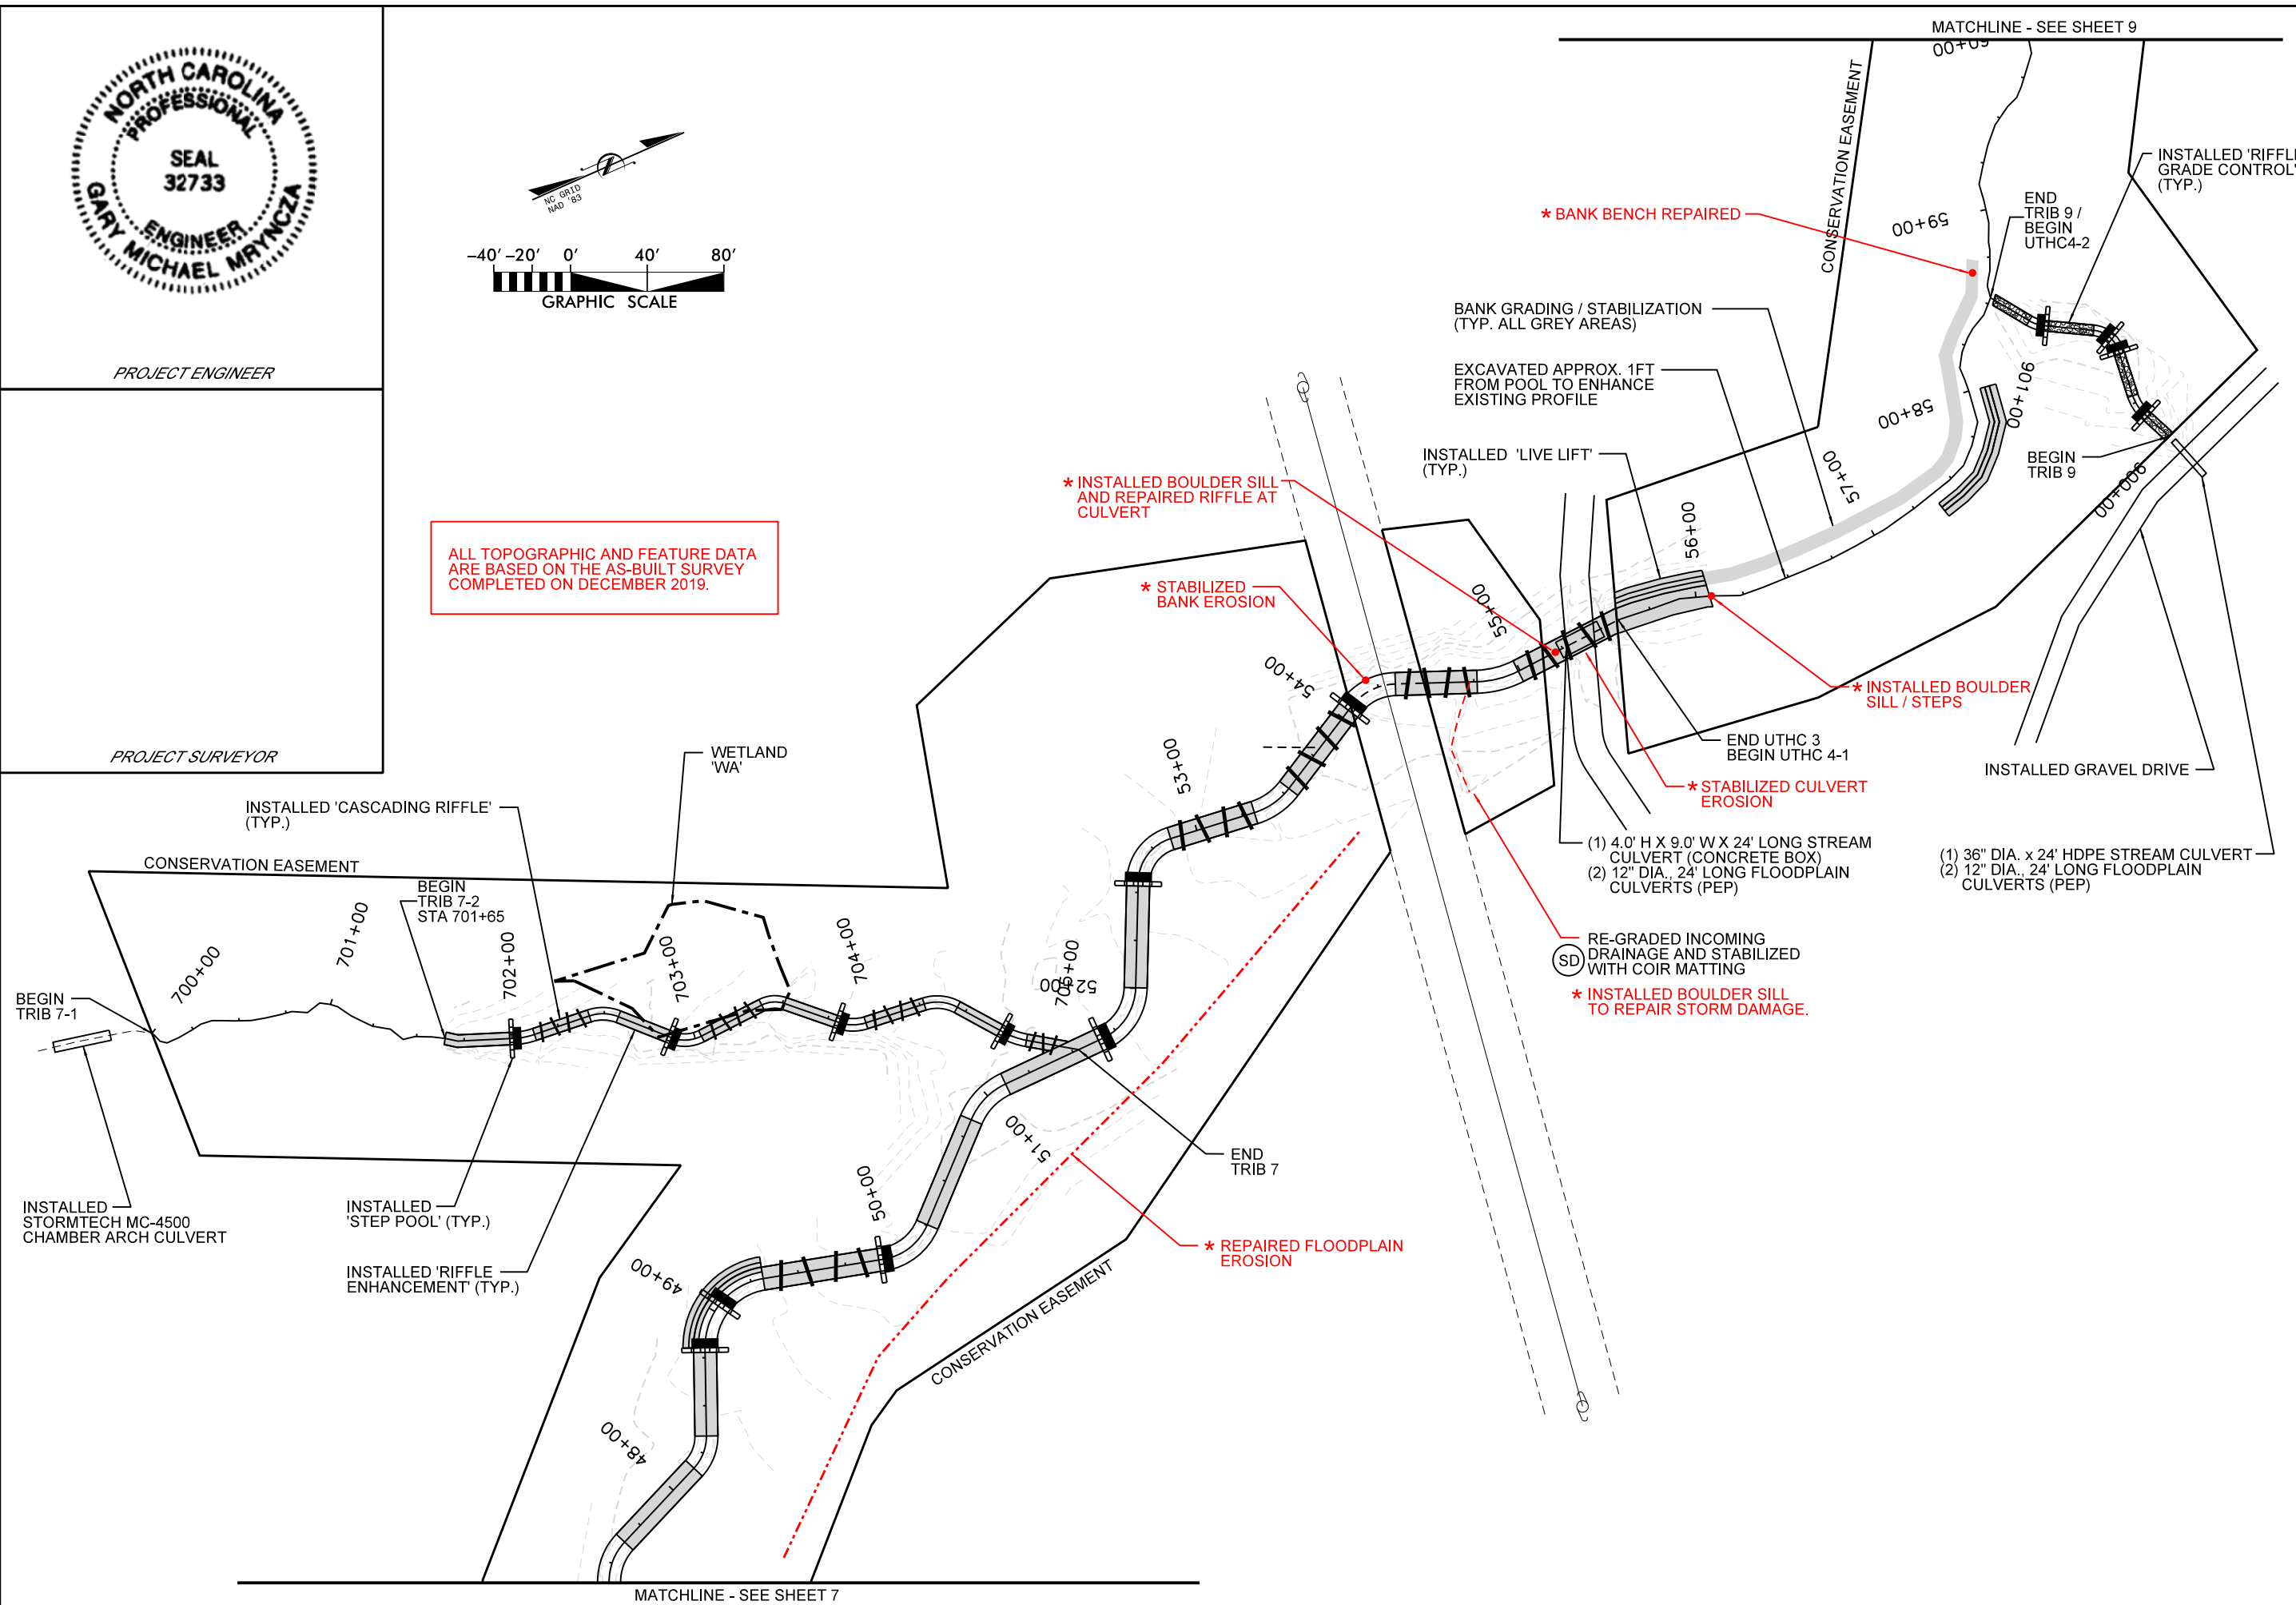 NORTH CAROLINA
PROFESSIONAL
SEAL
32733
ENGINEER
GARY MICHAEL MRYNCZA
PROJECT ENGINEER
PROJECT SURVEYOR
NC GRID
NAD '83
-40' -20' 0' 40' 80'
GRAPHIC SCALE
ALL TOPOGRAPHIC AND FEATURE DATA
ARE BASED ON THE AS-BUILT SURVEY
COMPLETED ON DECEMBER 2019.
MATCHLINE - SEE SHEET 9
60+00
CONSERVATION EASEMENT
INSTALLED 'RIFFLE
GRADE CONTROL'
(TYP.)
END
TRIB 9 /
BEGIN
UTHC4-2
* BANK BENCH REPAIRED
59+00
BANK GRADING / STABILIZATION
(TYP. ALL GREY AREAS)
EXCAVATED APPROX. 1FT
FROM POOL TO ENHANCE
EXISTING PROFILE
58+00
901+00
INSTALLED 'LIVE LIFT'
(TYP.)
57+00
BEGIN
TRIB 9
900+00
* INSTALLED BOULDER SILL
AND REPAIRED RIFFLE AT
CULVERT
56+00
* STABILIZED
BANK EROSION
55+00
54+00
* INSTALLED BOULDER
SILL / STEPS
END UTHC 3
BEGIN UTHC 4-1
INSTALLED GRAVEL DRIVE
* STABILIZED CULVERT
EROSION
(1) 4.0' H X 9.0' W X 24' LONG STREAM
CULVERT (CONCRETE BOX)
(2) 12" DIA., 24' LONG FLOODPLAIN
CULVERTS (PEP)
(1) 36" DIA. x 24' HDPE STREAM CULVERT
(2) 12" DIA., 24' LONG FLOODPLAIN
CULVERTS (PEP)
SD
RE-GRADED INCOMING
DRAINAGE AND STABILIZED
WITH COIR MATTING
* INSTALLED BOULDER SILL
TO REPAIR STORM DAMAGE.
WETLAND
'WA'
53+00
INSTALLED 'CASCADING RIFFLE'
(TYP.)
CONSERVATION EASEMENT
BEGIN
TRIB 7-2
STA 701+65
700+00
701+00
702+00
703+00
704+00
705+00
52+00
BEGIN
TRIB 7-1
51+00
END
TRIB 7
50+00
INSTALLED
STORMTECH MC-4500
CHAMBER ARCH CULVERT
INSTALLED
'STEP POOL' (TYP.)
INSTALLED 'RIFFLE
ENHANCEMENT' (TYP.)
49+00
* REPAIRED FLOODPLAIN
EROSION
CONSERVATION EASEMENT
48+00
MATCHLINE - SEE SHEET 7